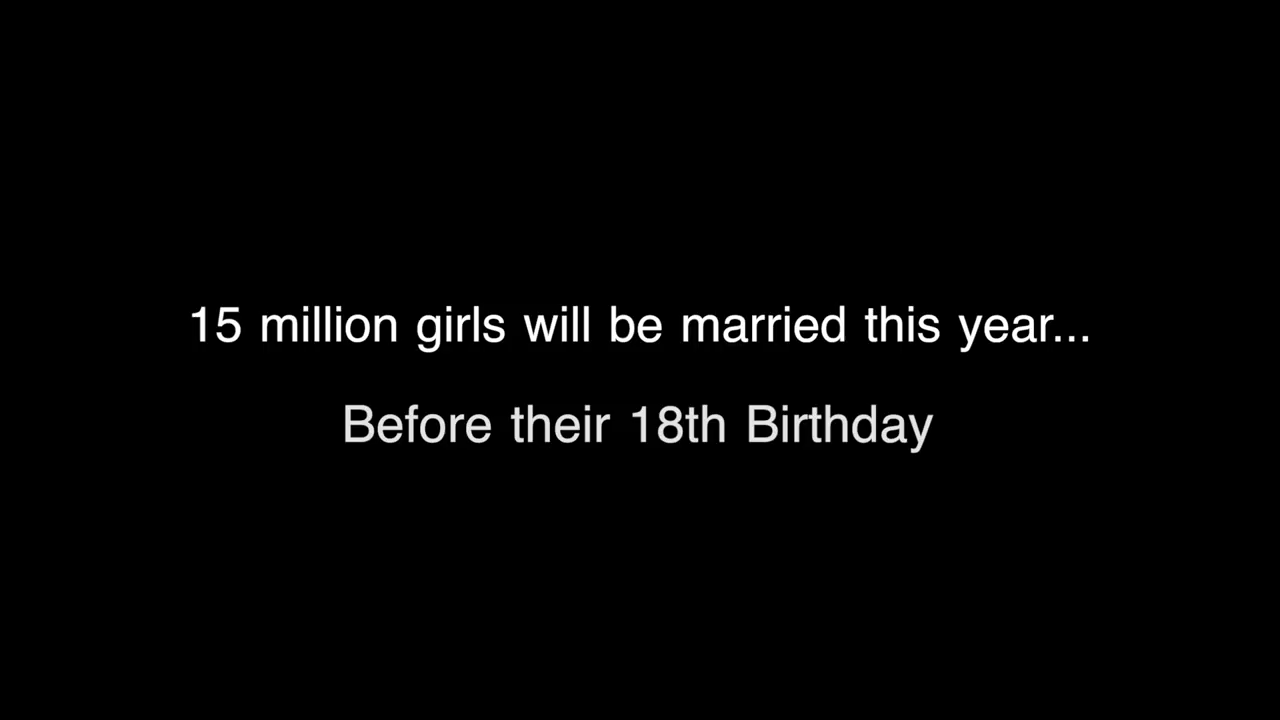 15 million girls will be married this year...
Before their 18th Birthday